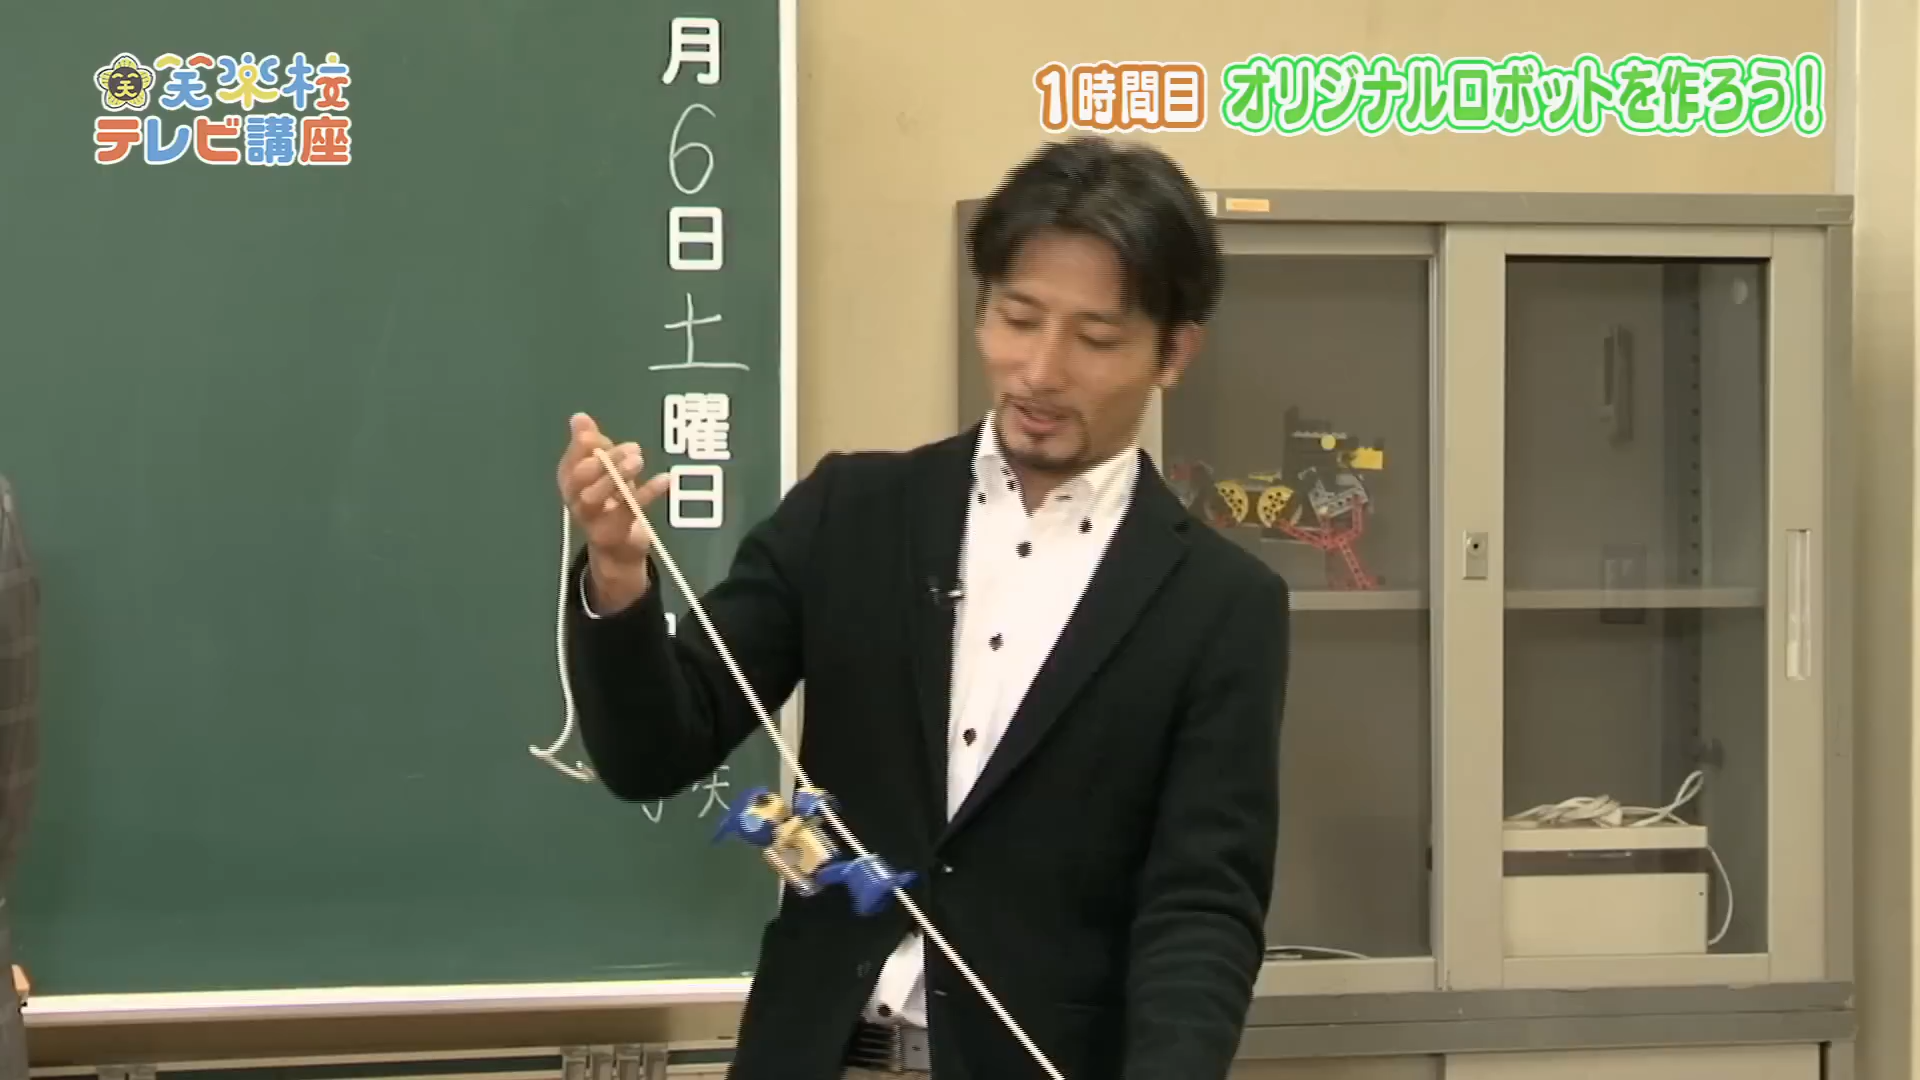 笑楽校
テレビ講座
1時間目 オリジナルロボットを作ろう!
月
6
日
土
曜
日